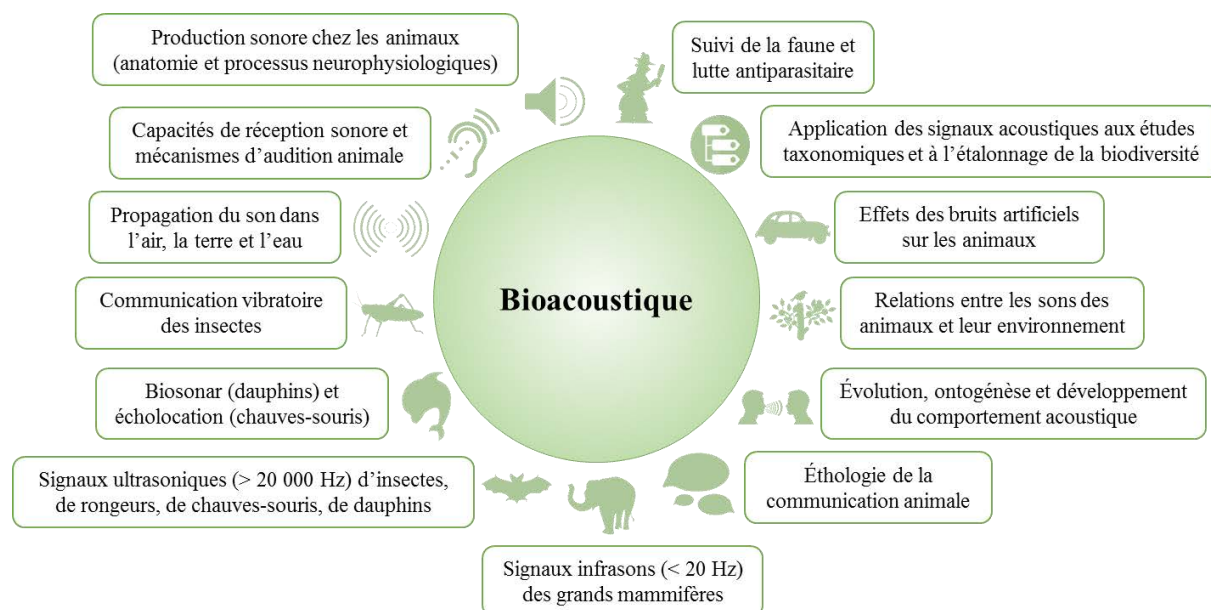 Production sonore chez les animaux
(anatomie et processus neurophysiologiques)
Suivi de la faune et
lutte antiparasitaire
Capacités de réception sonore et
mécanismes d'audition animale
Application des signaux acoustiques aux études
taxonomiques et à l'étalonnage de la biodiversité
Propagation du son dans
l'air, la terre et l'eau
Effets des bruits artificiels
sur les animaux
Communication vibratoire
des insectes
Bioacoustique
Relations entre les sons des
animaux et leur environnement
Biosonar (dauphins) et
écholocation (chauves-souris)
Évolution, ontogénèse et développement
du comportement acoustique
Signaux ultrasoniques (> 20 000 Hz) d'insectes,
de rongeurs, de chauves-souris, de dauphins
Éthologie de la
communication animale
Signaux infrasons (< 20 Hz)
des grands mammifères